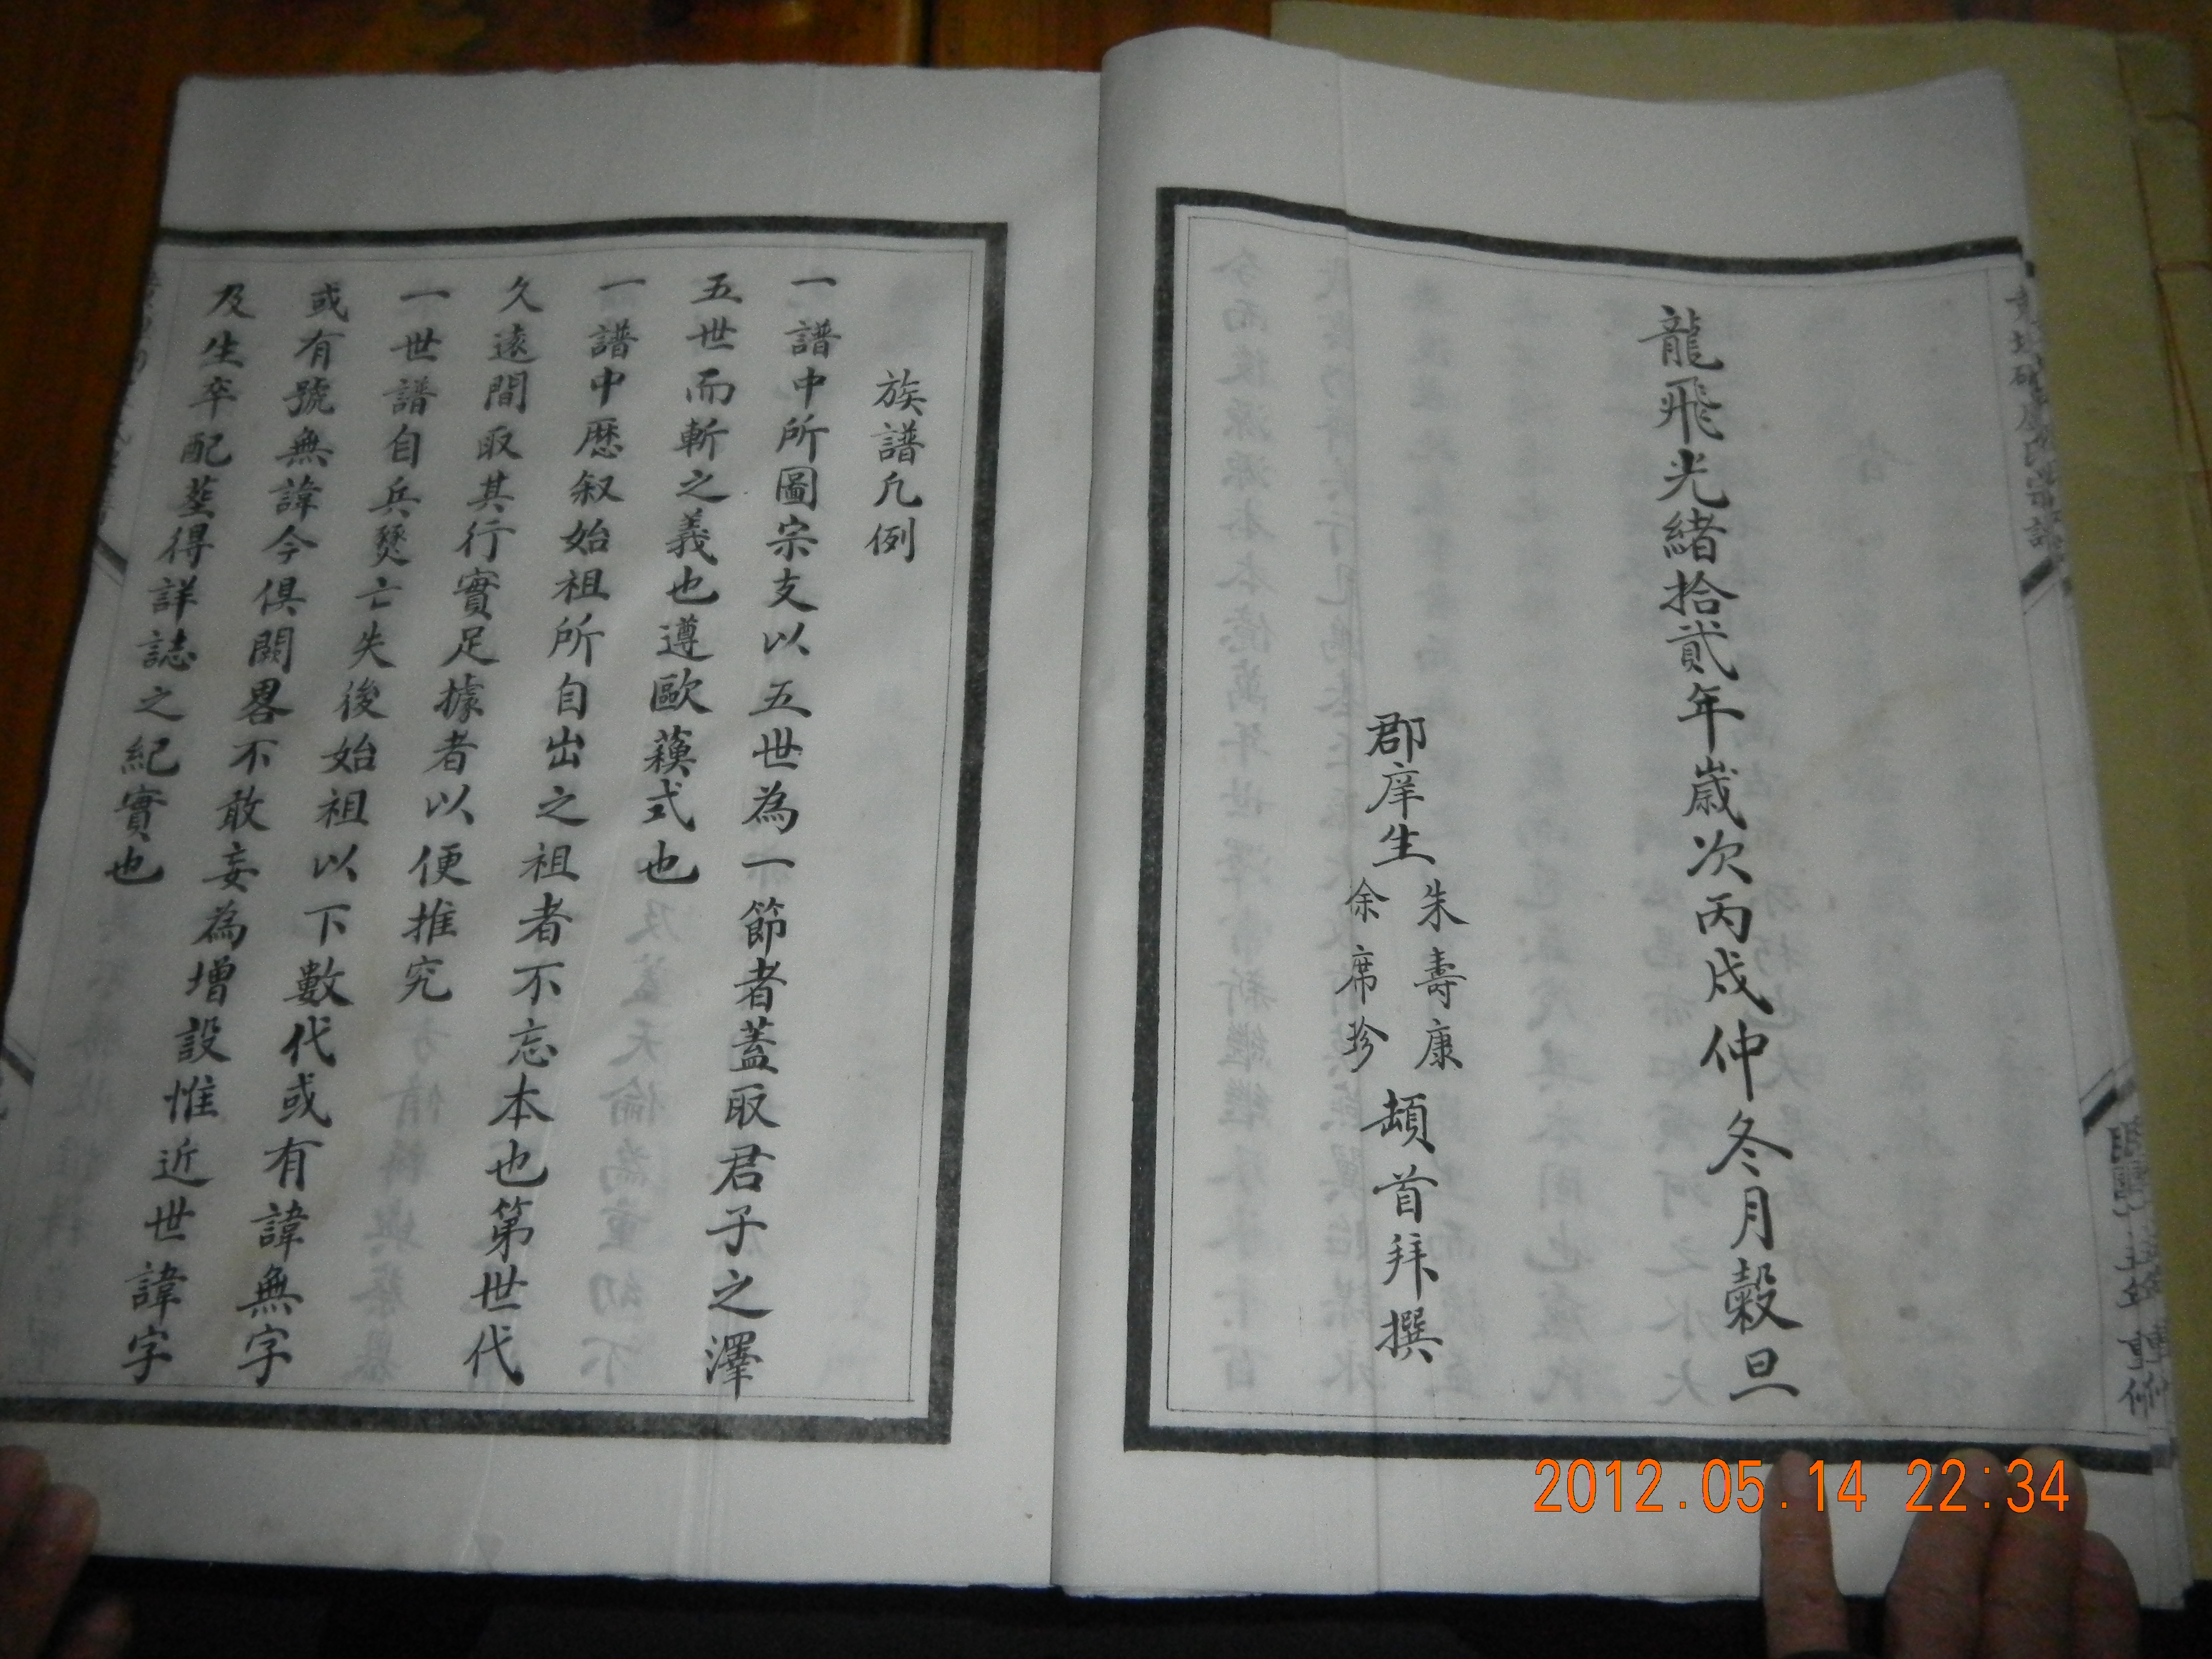 龍飛光緒拾貳年歲次丙戌仲冬月穀旦
郡庠生
朱壽康
余席珍
頓首拜撰
族譜凡例
一譜中所圖宗支以五世為一節者蓋取君子之澤
五世而斬之義也遵歐蘓式也
一譜中歷叙始祖所自出之祖者不忘本也第世代
久遠間取其行實足據者以便推究
一世譜自兵燹亡失後始祖以下數代或有諱無字
或有號無諱今俱闕畧不敢妄為增設惟近世諱字
及生卒配塋得詳誌之紀實也
重修
2012.05.14 22:34